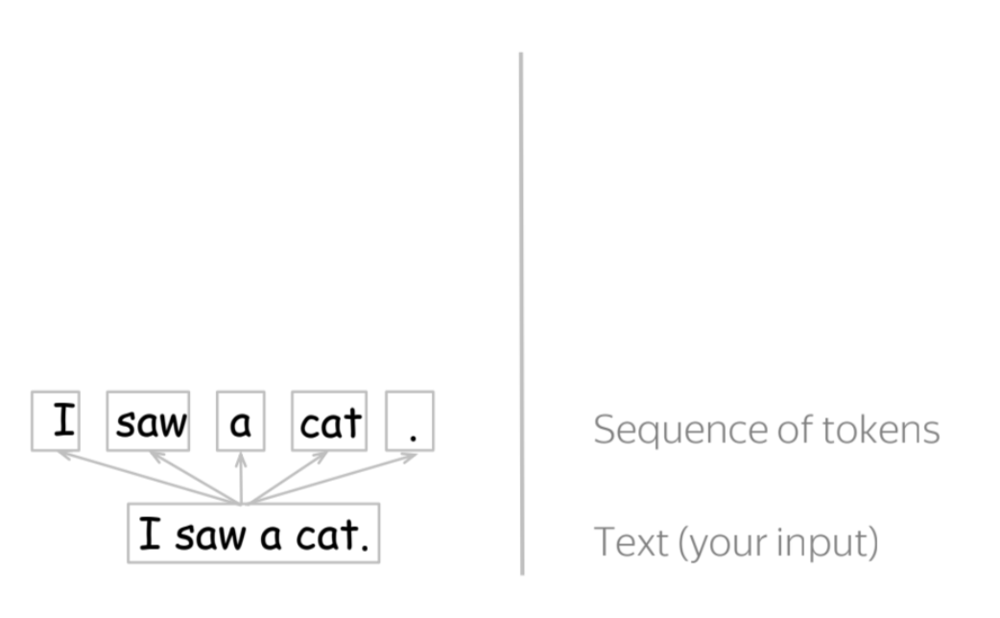 I saw a cat .
Sequence of tokens
I saw a cat.
Text (your input)